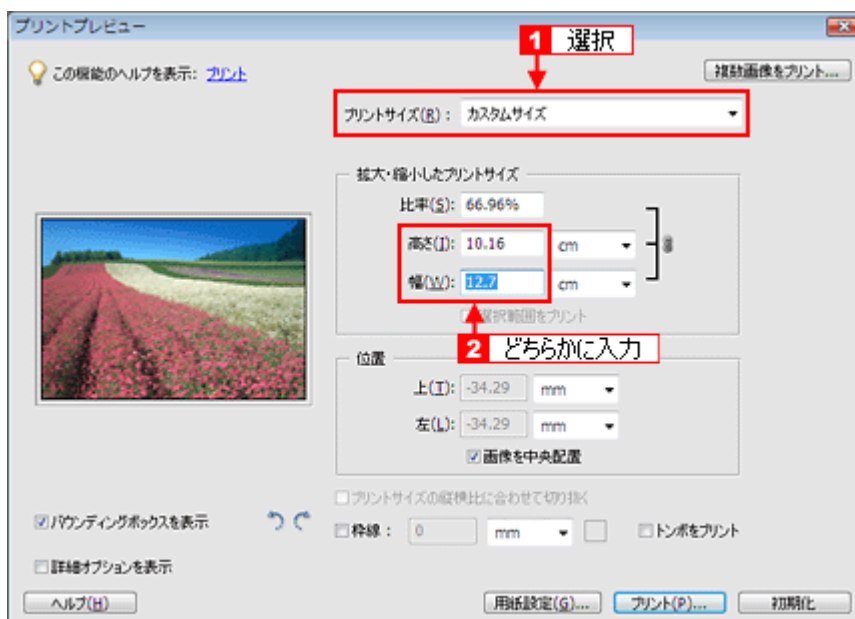 プリントプレビュー
1 選択
この機能のヘルプを表示: プリント
複数画像をプリント...
プリントサイズ(R): カスタムサイズ
拡大・縮小したプリントサイズ
比率(S): 66.96%
高さ(I): 10.16 cm
幅(W): 12.7 cm
選択範囲をプリント
2 どちらかに入力
位置
上(T): -34.29 mm
左(L): -34.29 mm
画像を中央配置
プリントサイズの縦横比に合わせて切り抜く
バウンディングボックスを表示
枠線: 0 mm
トンボをプリント
詳細オプションを表示
ヘルプ(H)
用紙設定(G)...
プリント(P)...
初期化